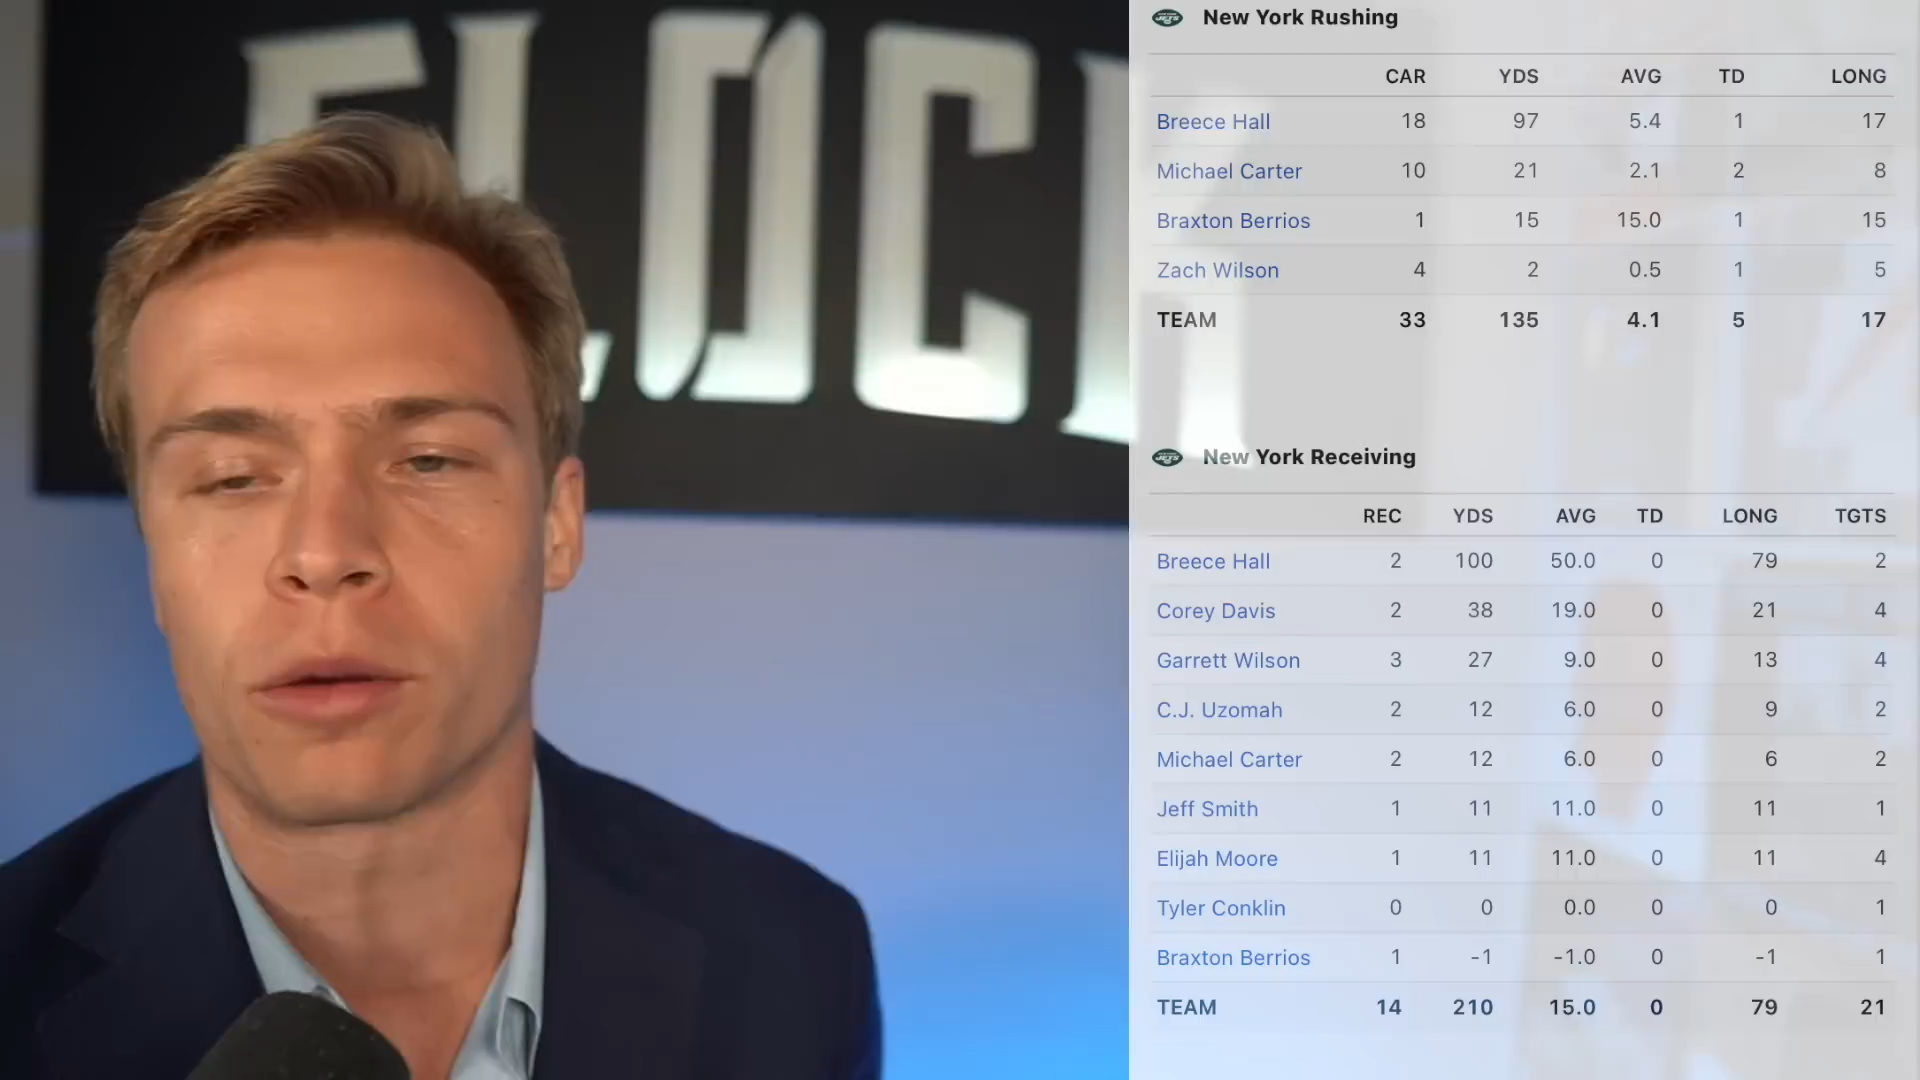 FLOCK
New York Rushing
CAR YDS AVG TD LONG
Breece Hall 18 97 5.4 1 17
Michael Carter 10 21 2.1 2 8
Braxton Berrios 1 15 15.0 1 15
Zach Wilson 4 2 0.5 1 5
TEAM 33 135 4.1 5 17
New York Receiving
REC YDS AVG TD LONG TGTS
Breece Hall 2 100 50.0 0 79 2
Corey Davis 2 38 19.0 0 21 4
Garrett Wilson 3 27 9.0 0 13 4
C.J. Uzomah 2 12 6.0 0 9 2
Michael Carter 2 12 6.0 0 6 2
Jeff Smith 1 11 11.0 0 11 1
Elijah Moore 1 11 11.0 0 11 4
Tyler Conklin 0 0 0.0 0 0 1
Braxton Berrios 1 -1 -1.0 0 -1 1
TEAM 14 210 15.0 0 79 21